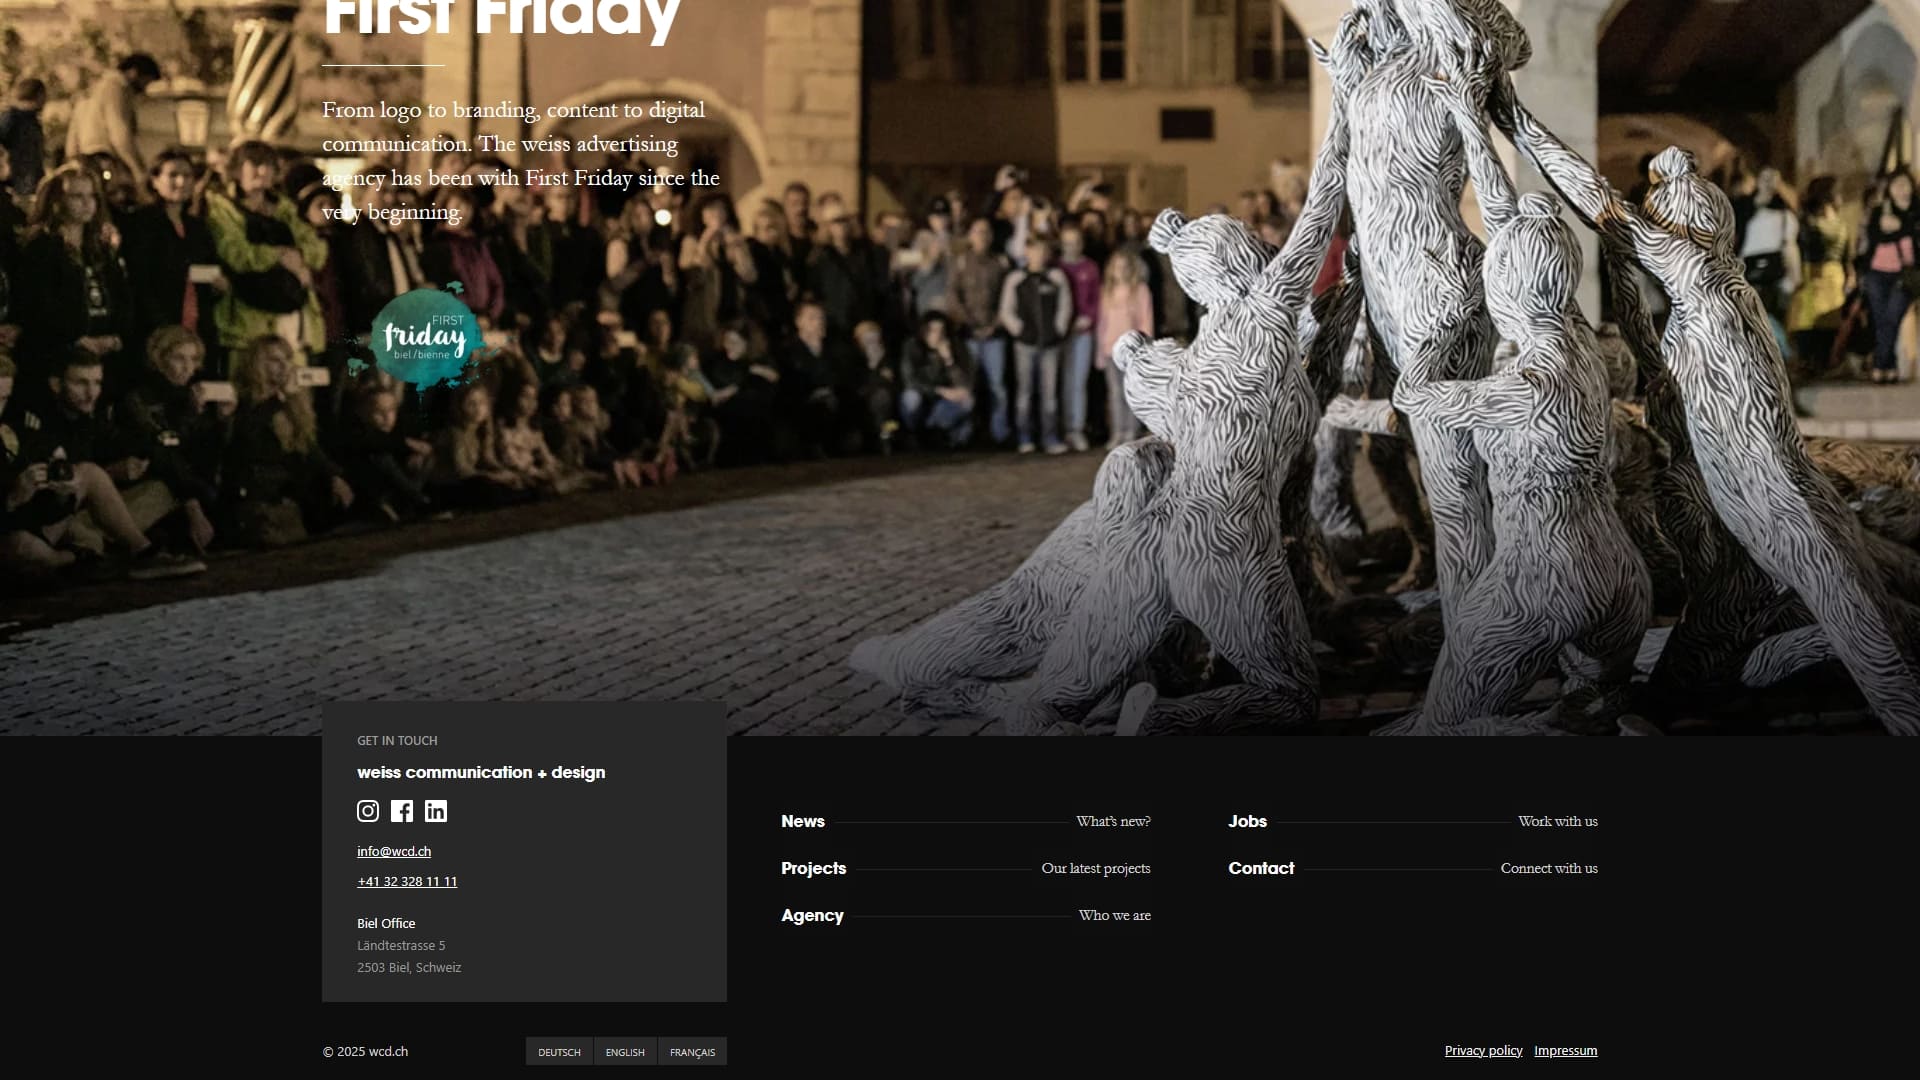 First Friday
From logo to branding, content to digital
communication. The weiss advertising
agency has been with First Friday since the
very beginning.
FIRST
friday
biel/bienne
GET IN TOUCH
weiss communication + design
info@wcd.ch
+41 32 328 11 11
Biel Office
Ländtestrasse 5
2503 Biel, Schweiz
News What's new?
Projects Our latest projects
Agency Who we are
Jobs Work with us
Contact Connect with us
© 2025 wcd.ch
DEUTSCH ENGLISH FRANÇAIS
Privacy policy Impressum